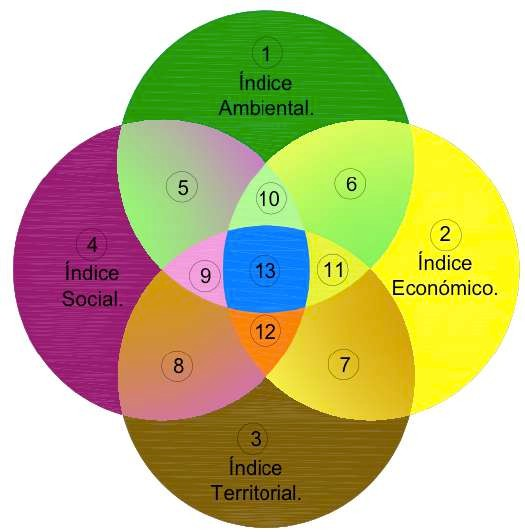 1
Índice
Ambiental.
5
6
10
4
Índice
Social.
2
Índice
Económico.
9
13
11
12
8
7
3
Índice
Territorial.